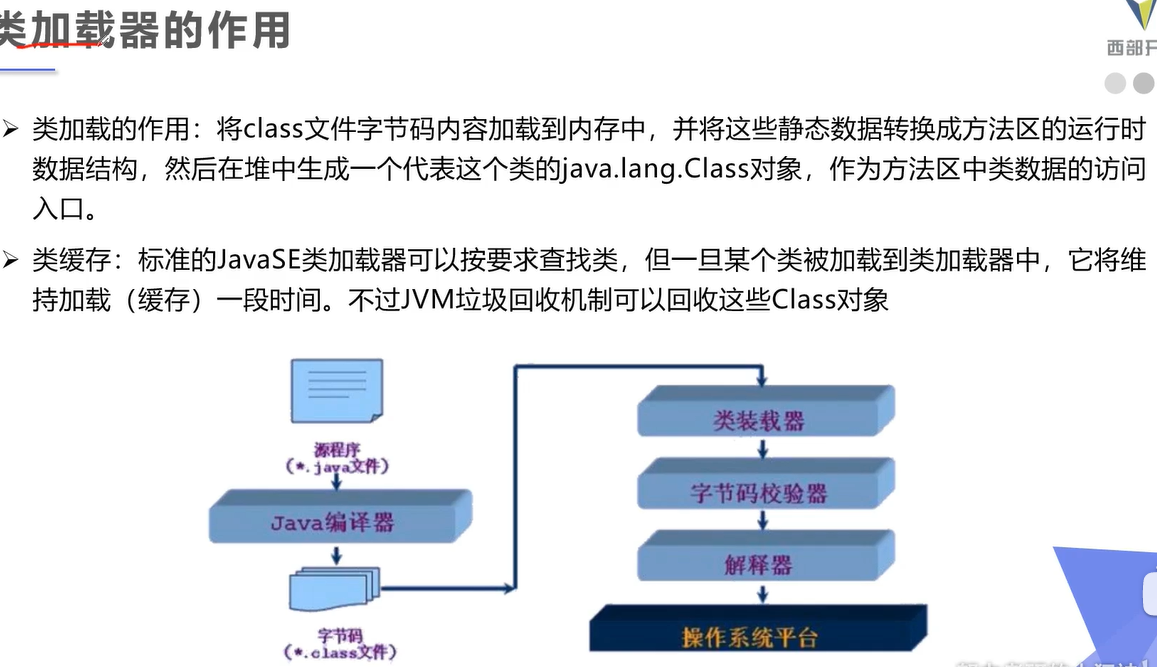 类加载器的作用
西部开
类加载的作用：将class文件字节码内容加载到内存中，并将这些静态数据转换成方法区的运行时
数据结构，然后在堆中生成一个代表这个类的java.lang.Class对象，作为方法区中类数据的访问
入口。
类缓存：标准的JavaSE类加载器可以按要求查找类，但一旦某个类被加载到类加载器中，它将维
持加载（缓存）一段时间。不过JVM垃圾回收机制可以回收这些Class对象
源程序
(*.java文件)
Java编译器
字节码
(*.class文件)
类装载器
字节码校验器
解释器
操作系统平台